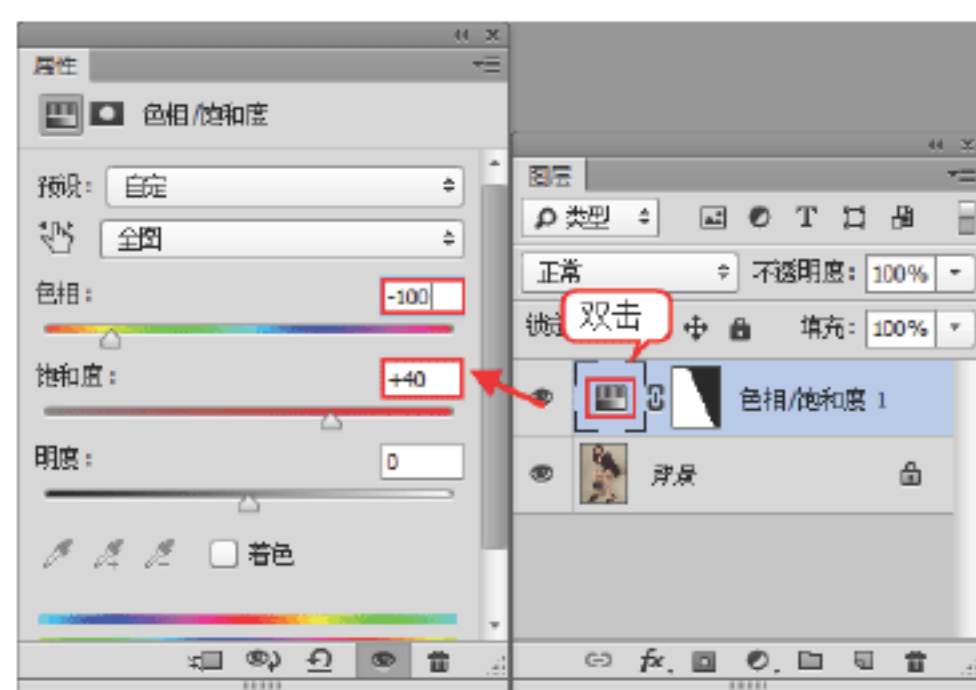 属性
色相/饱和度
预设：
自定
全图
色相：
-100
饱和度：
+40
明度：
0
着色
图层
类型
T
正常
不透明度：
100%
锁定
双击
填充：
100%
色相/饱和度 1
背景
fx.